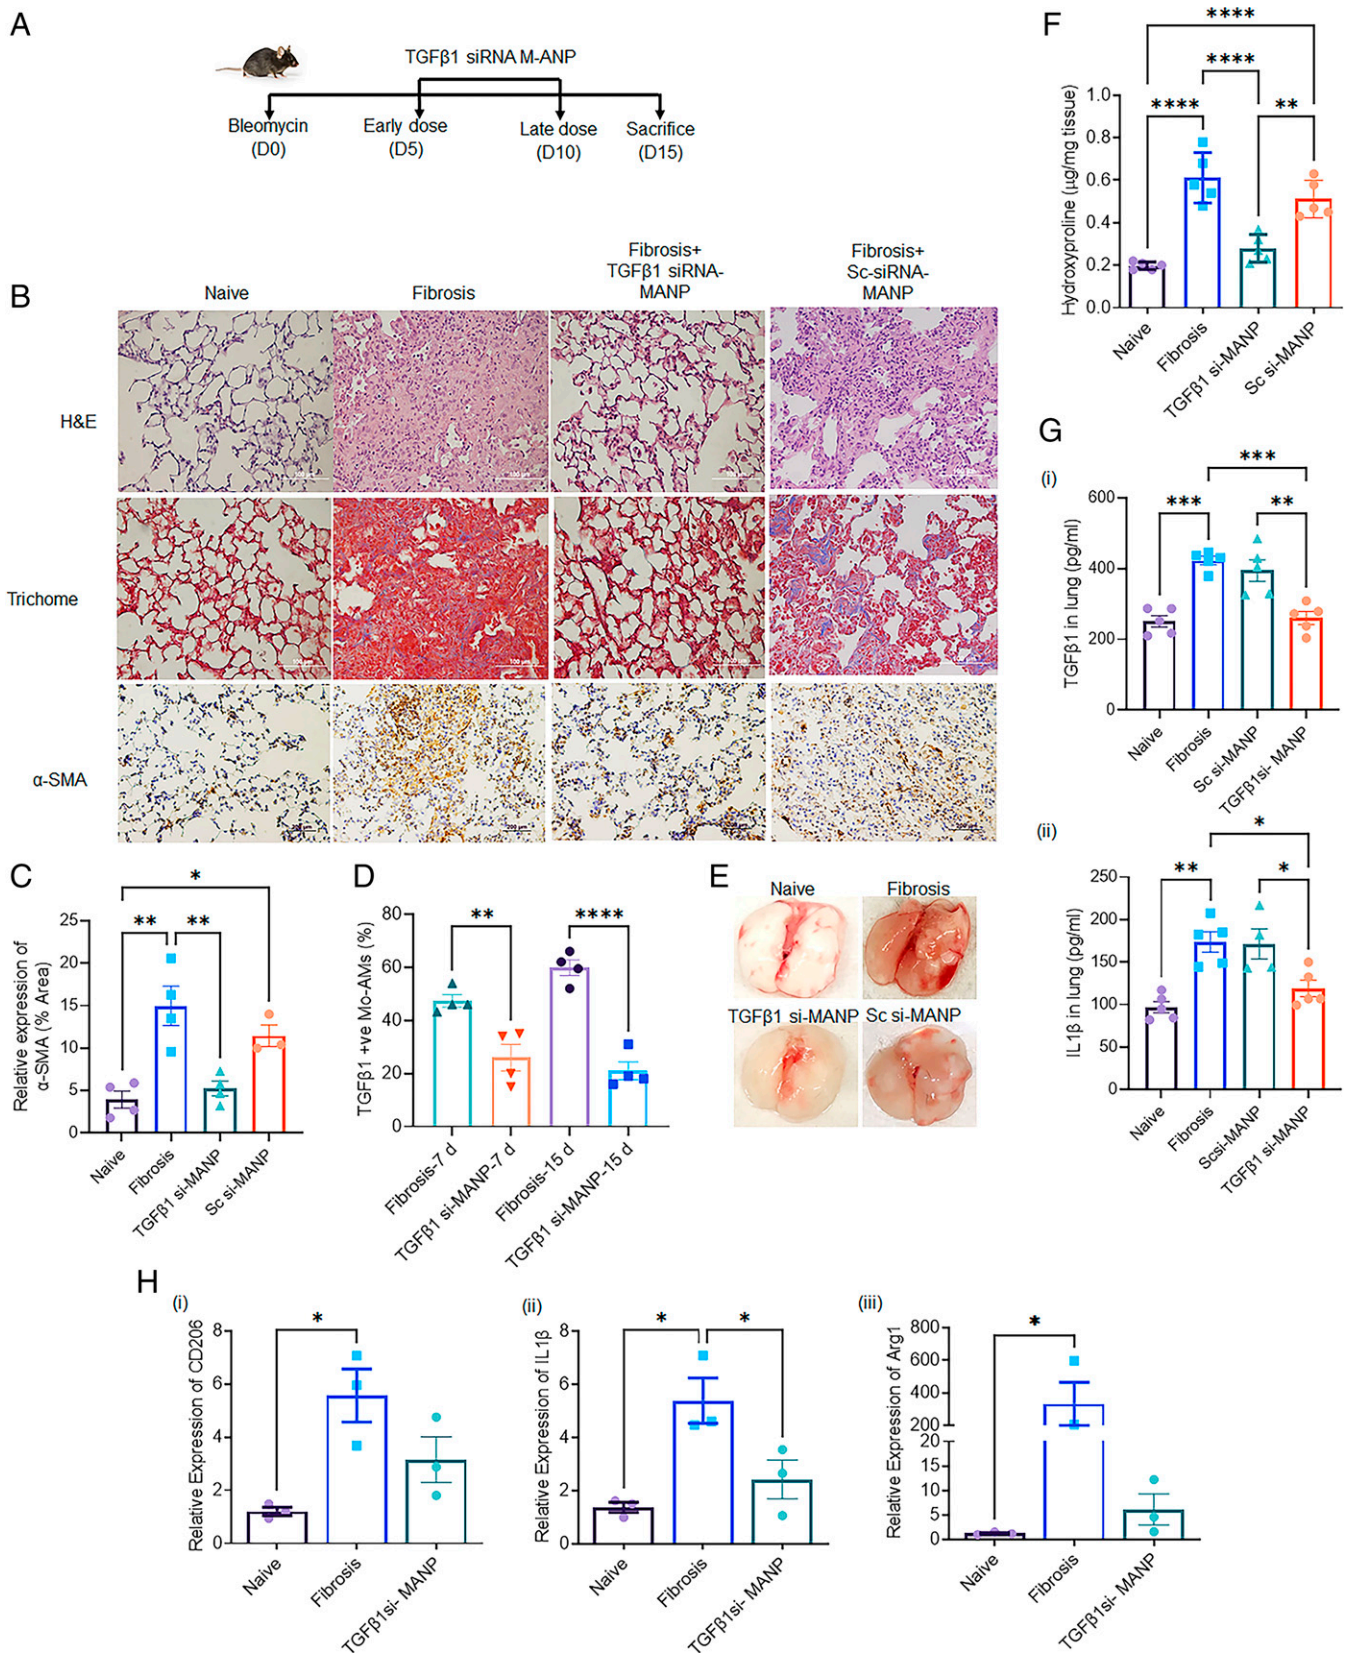 A
TGFβ1 siRNA M-ANP
Bleomycin
(D0)
Early dose
(D5)
Late dose
(D10)
Sacrifice
(D15)
B
Naive
Fibrosis
Fibrosis+
TGFβ1 siRNA-
MANP
Fibrosis+
Sc-siRNA-
MANP
H&E
Trichome
α-SMA
100 μm
200 μm
C
Relative expression of
α-SMA (% Area)
25
20
15
10
5
0
*
**
**
Naive
Fibrosis
TGFβ1 si-MANP
Sc si-MANP
D
TGFβ1 +ve Mo-AMs (%)
80
60
40
20
0
**
****
Fibrosis-7 d
TGFβ1 si-MANP-7 d
Fibrosis-15 d
TGFβ1 si-MANP-15 d
E
Naive
Fibrosis
TGFβ1 si-MANP
Sc si-MANP
F
Hydroxyproline (μg/mg tissue)
1.0
0.8
0.6
0.4
0.2
0.0
****
****
****
**
Naive
Fibrosis
TGFβ1 si-MANP
Sc si-MANP
G
(i)
TGFβ1 in lung (pg/ml)
600
400
200
0
***
***
**
Naive
Fibrosis
Sc si-MANP
TGFβ1si- MANP
(ii)
IL1β in lung (pg/ml)
250
200
150
100
50
0
*
**
*
Naive
Fibrosis
Scsi-MANP
TGFβ1 si-MANP
H
(i)
Relative Expression of CD206
8
6
4
2
0
*
Naive
Fibrosis
TGFβ1si- MANP
(ii)
Relative Expression of IL1β
8
6
4
2
0
*
*
Naive
Fibrosis
TGFβ1si- MANP
(iii)
Relative Expression of Arg1
800
600
400
200
20
15
10
5
0
*
Naive
Fibrosis
TGFβ1si- MANP